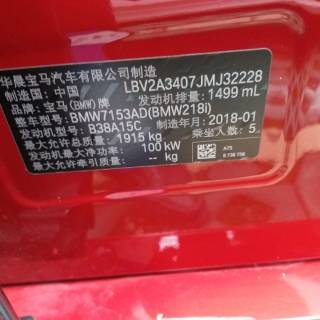 华晨宝马汽车有限公司制造
制造国: 中国 LBV2A3407JMJ32228
品牌: 宝马(BMW)牌 发动机排量: 1499 mL
整车型号: BMW7153AD(BMW218i)
发动机型号: B38A15C 制造年月: 2018-01
最大允许总质量: 1915 kg 乘坐人数: 5
发动机最大净功率: 100 kW
最大允许牵引质量: -- kg
A75